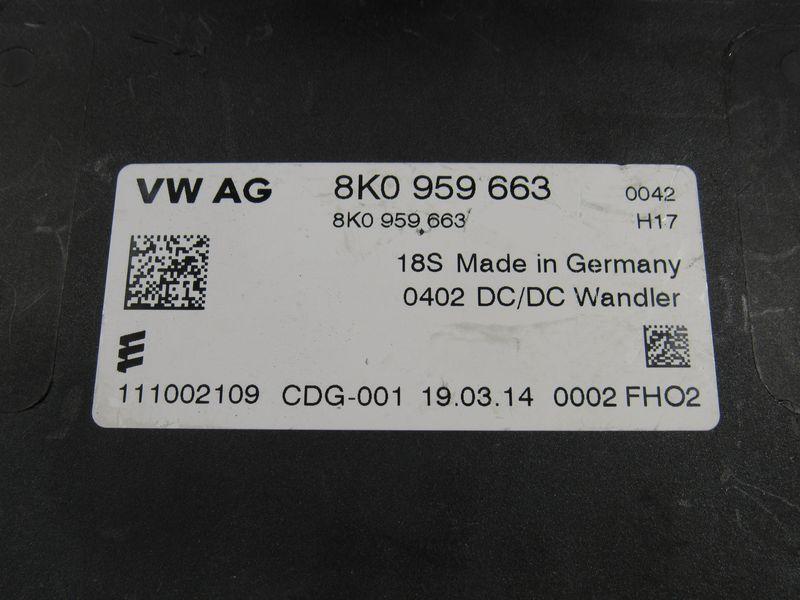 VW AG 8K0 959 663 0042
8K0 959 663 H17
18S Made in Germany
0402 DC/DC Wandler
111002109 CDG-001 19.03.14 0002 FHO2